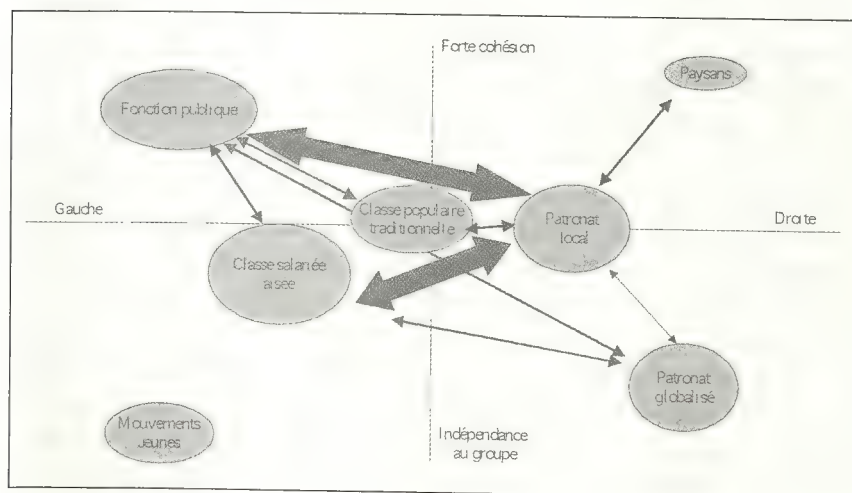 Forte cohésion
Paysans
Fonction publique
Gauche
Classe populaire
traditionnelle
Patronat
local
Droite
Classe salariée
aisée
Patronat
globalisé
Mouvements
Jeunes
Indépendance
au groupe